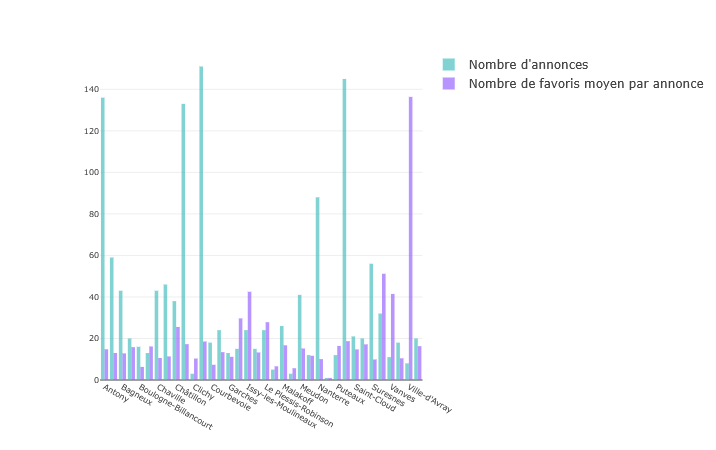 Nombre d'annonces
Nombre de favoris moyen par annonce
140
120
100
80
60
40
20
0
Antony
Bagneux
Boulogne-Billancourt
Chaville
Châtillon
Clichy
Courbevoie
Garches
Issy-les-Moulineaux
Le Plessis-Robinson
Malakoff
Meudon
Nanterre
Puteaux
Saint-Cloud
Suresnes
Vanves
Ville-d'Avray